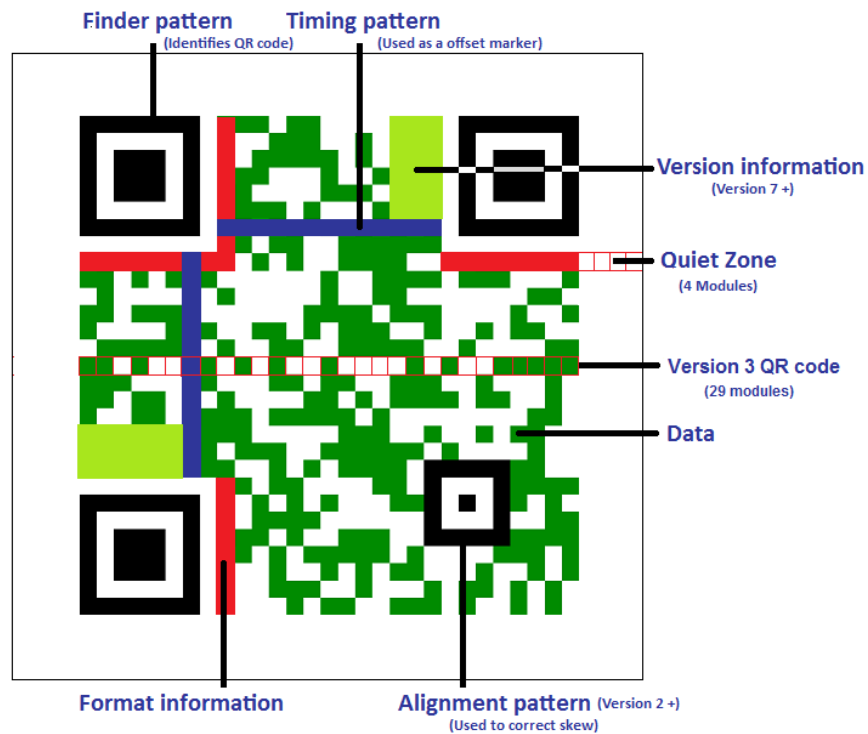 Finder pattern
(Identifies QR code)
Timing pattern
(Used as a offset marker)
Version information
(Version 7 +)
Quiet Zone
(4 Modules)
Version 3 QR code
(29 modules)
Data
Format information
Alignment pattern (Version 2 +)
(Used to correct skew)